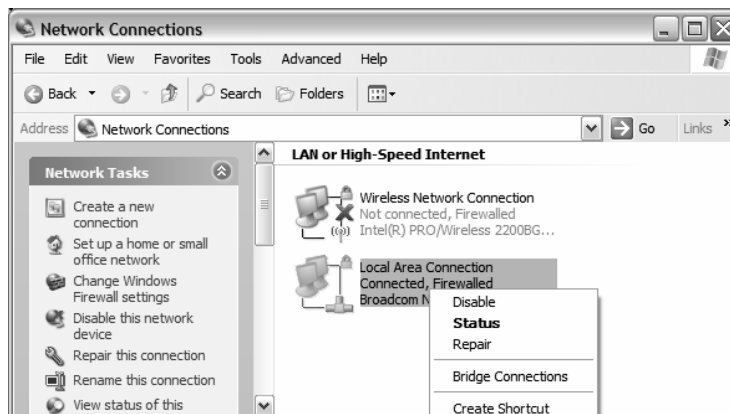 Network Connections
File Edit View Favorites Tools Advanced Help
Back Search Folders
Address Network Connections Go Links »
Network Tasks
Create a new
connection
Set up a home or small
office network
Change Windows
Firewall settings
Disable this network
device
Repair this connection
Rename this connection
View status of this
LAN or High-Speed Internet
Wireless Network Connection
Not connected, Firewalled
Intel(R) PRO/Wireless 2200BG...
Local Area Connection
Connected, Firewalled
Broadcom N
Disable
Status
Repair
Bridge Connections
Create Shortcut